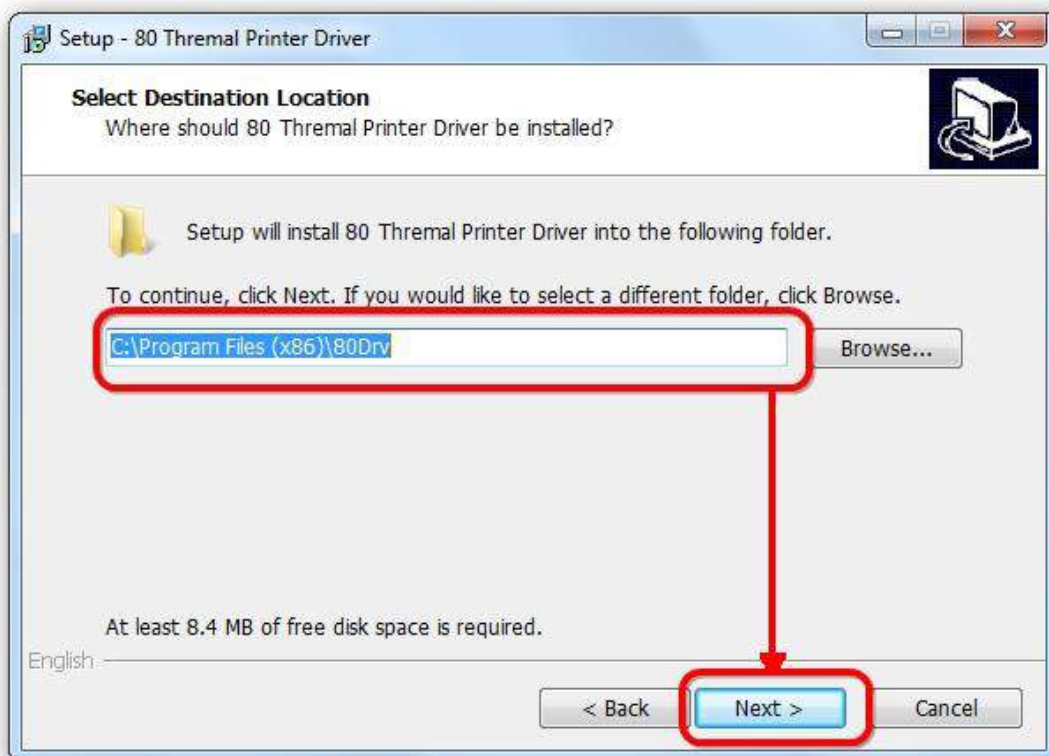 Setup - 80 Thremal Printer Driver
Select Destination Location
Where should 80 Thremal Printer Driver be installed?
Setup will install 80 Thremal Printer Driver into the following folder.
To continue, click Next. If you would like to select a different folder, click Browse.
C:\Program Files (x86)\80Drv
Browse...
At least 8.4 MB of free disk space is required.
English
< Back
Next >
Cancel